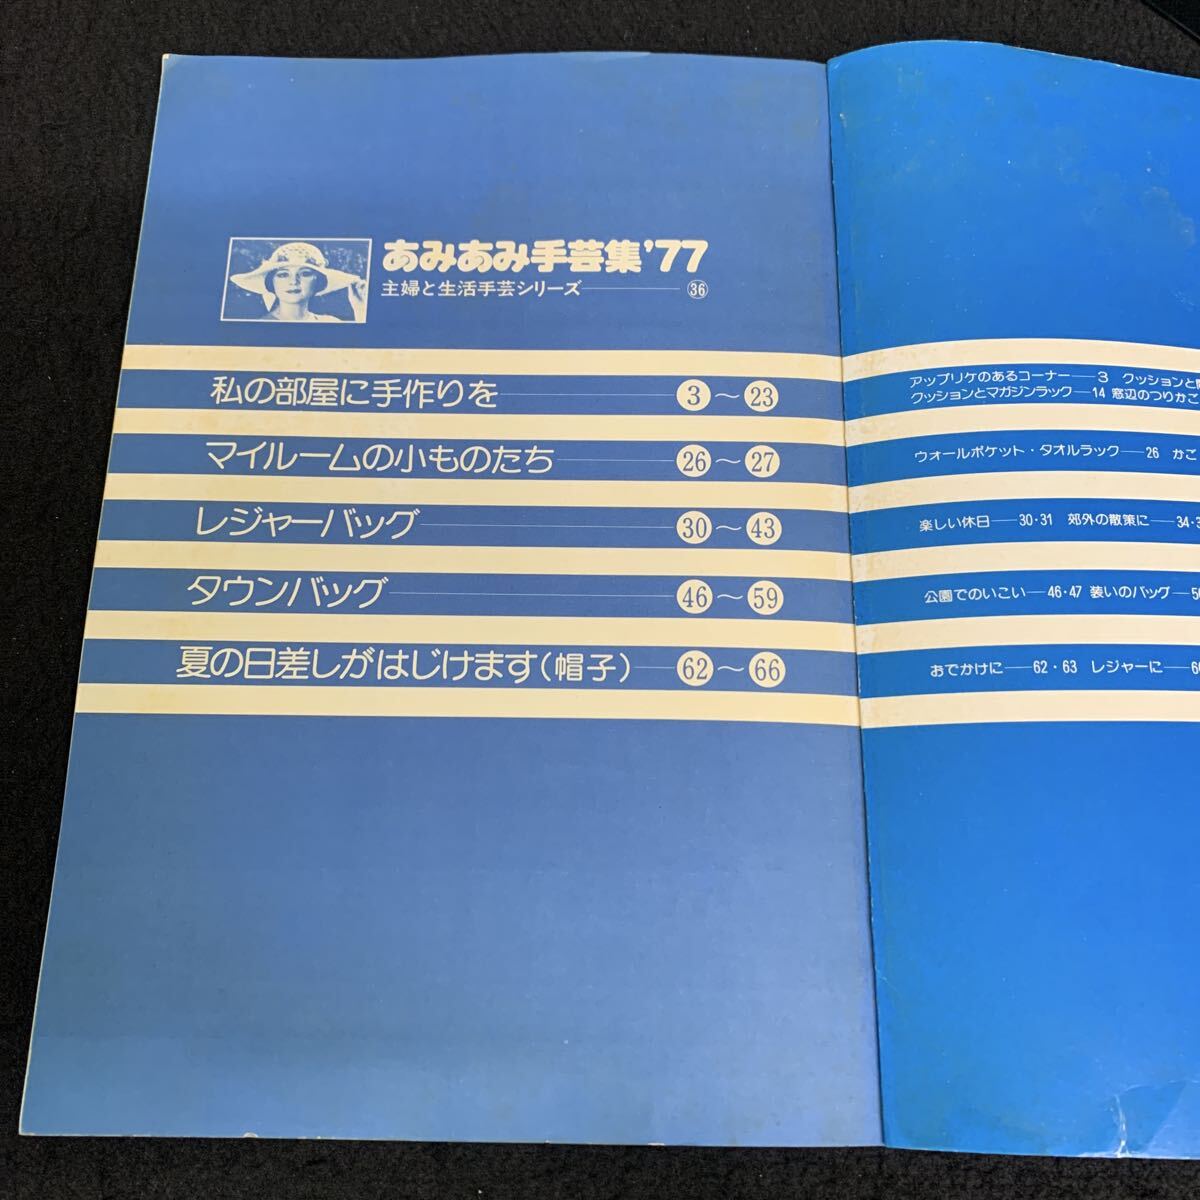 あみあみ手芸集'77
主婦と生活手芸シリーズ——㊱
私の部屋に手作りを——3～23
マイルームの小ものたち——26～27
レジャーバッグ——30～43
タウンバッグ——46～59
夏の日差しがはじけます(帽子)——62～66
アップリケのあるコーナー——3 クッションと
クッションとマガジンラック—14 窓辺のつりかご
ウォールポケット・タオルラック—26 かご
楽しい休日—30・31 郊外の散策に—34・
公園でのいこい—46・47 装いのバッグ—
おでかけに—62・63 レジャーに—